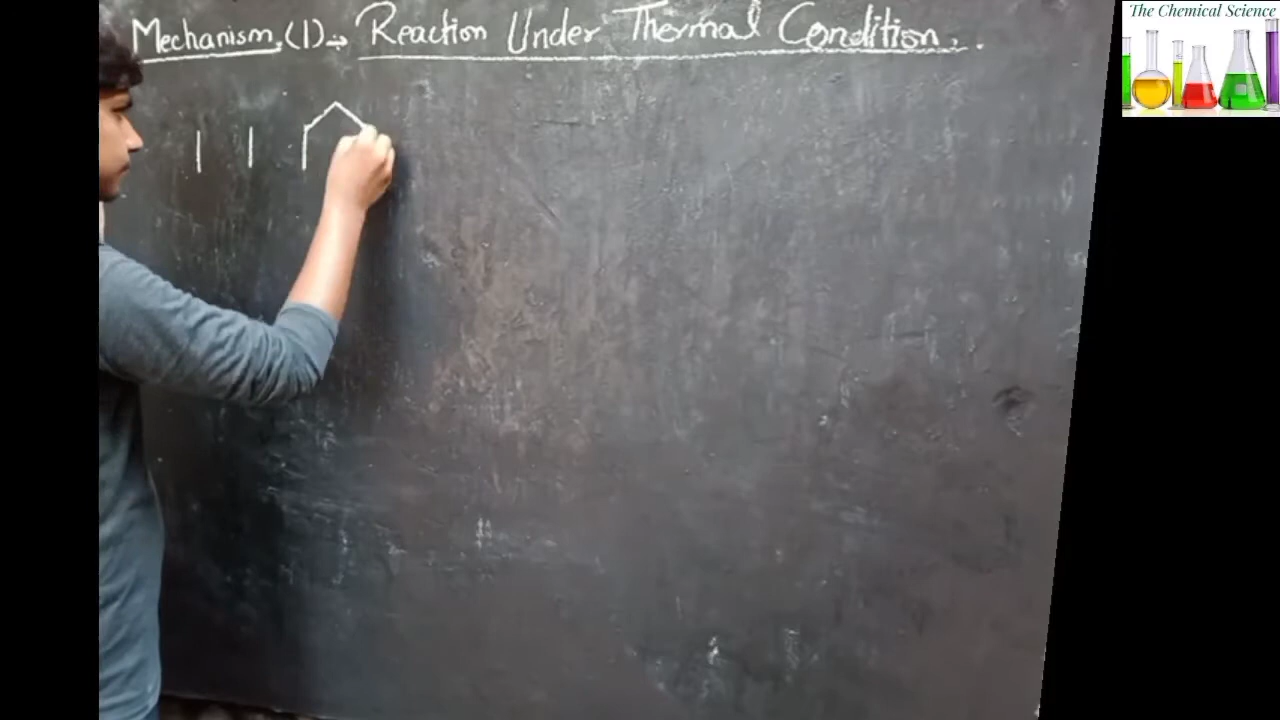 Mechanism (1) → Reaction Under Thermal Condition.
The Chemical Science